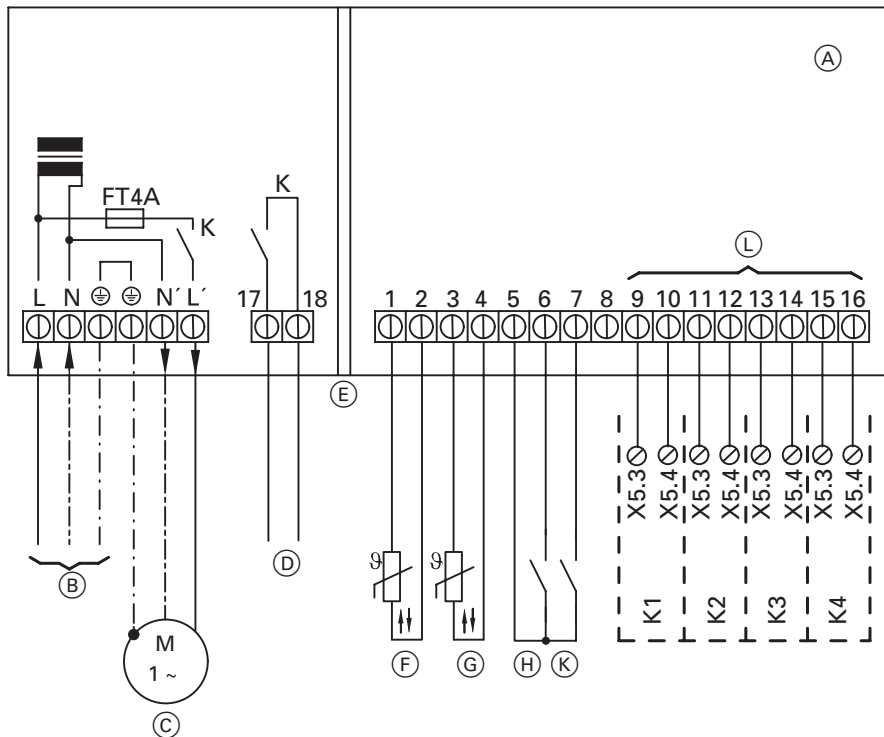 A
FT4A
K
K
L
L N N´ L´ 17 18 1 2 3 4 5 6 7 8 9 10 11 12 13 14 15 16
E
X5.3 X5.4 X5.3 X5.4 X5.3 X5.4 X5.3 X5.4
B
D
ϑ ϑ
K1 K2 K3 K4
M
1 ~
F G H K
C